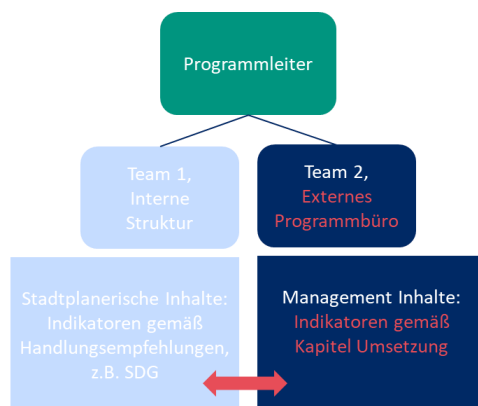 Programmleiter
Team 1,
Interne
Struktur
Team 2,
Externes
Programmbüro
Stadtplanerische Inhalte:
Indikatoren gemäß
Handlungsempfehlungen,
z.B. SDG
Management Inhalte:
Indikatoren gemäß
Kapitel Umsetzung